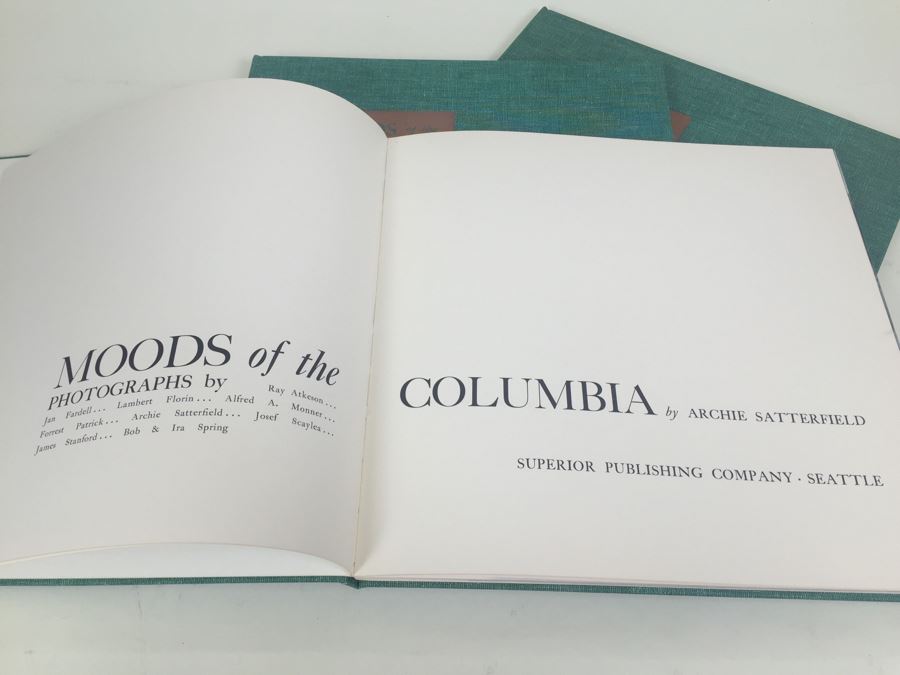 MOODS of the
PHOTOGRAPHS by Ray Atkeson...
Jan Fardell... Lambert Florin... Alfred A. Monner...
Forrest Patrick... Archie Satterfield... Josef Scaylea...
James Stanford... Bob & Ira Spring
COLUMBIA by ARCHIE SATTERFIELD
SUPERIOR PUBLISHING COMPANY · SEATTLE